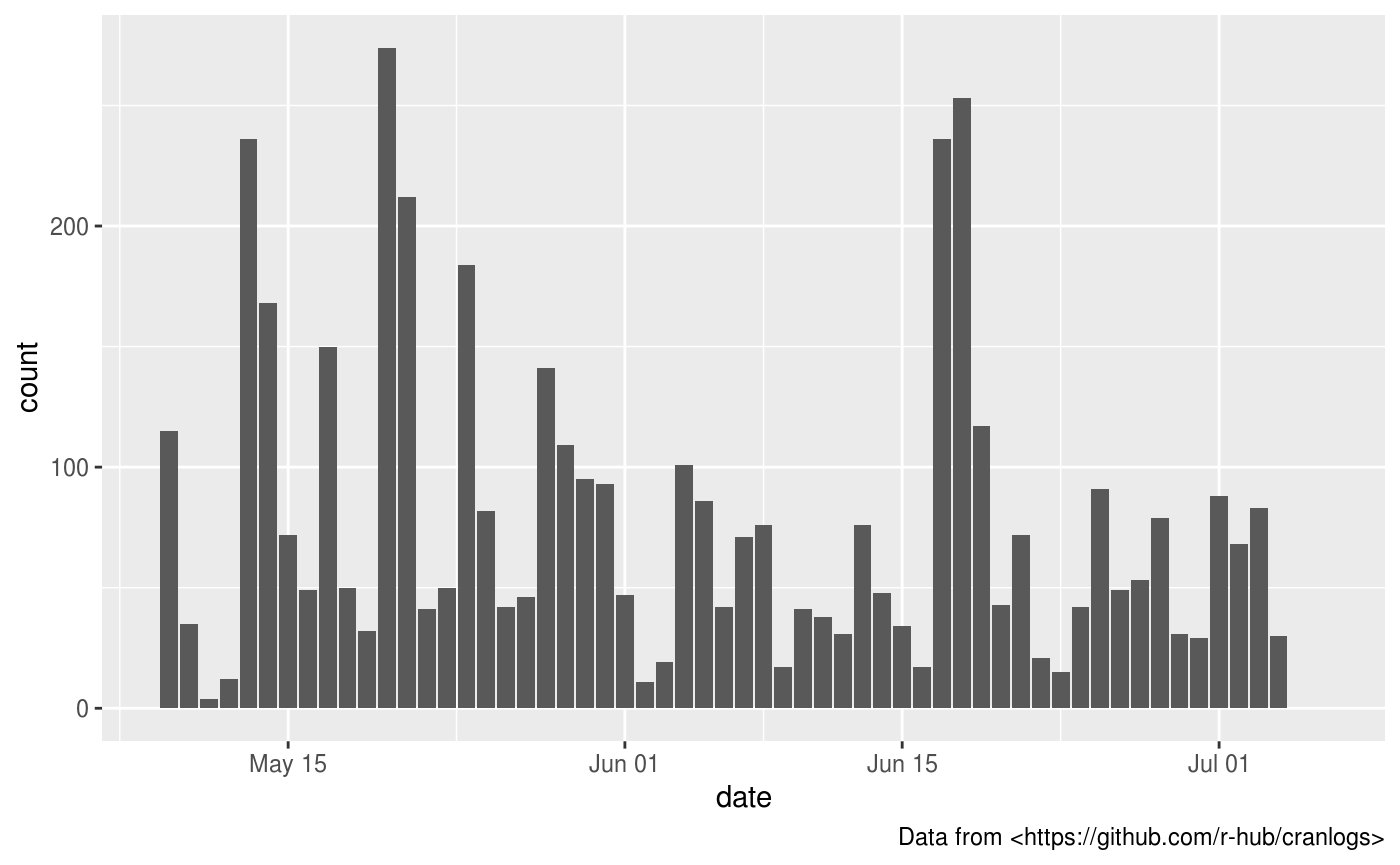 200
100
0
count
May 15
Jun 01
Jun 15
Jul 01
date
Data from <https://github.com/r-hub/cranlogs>